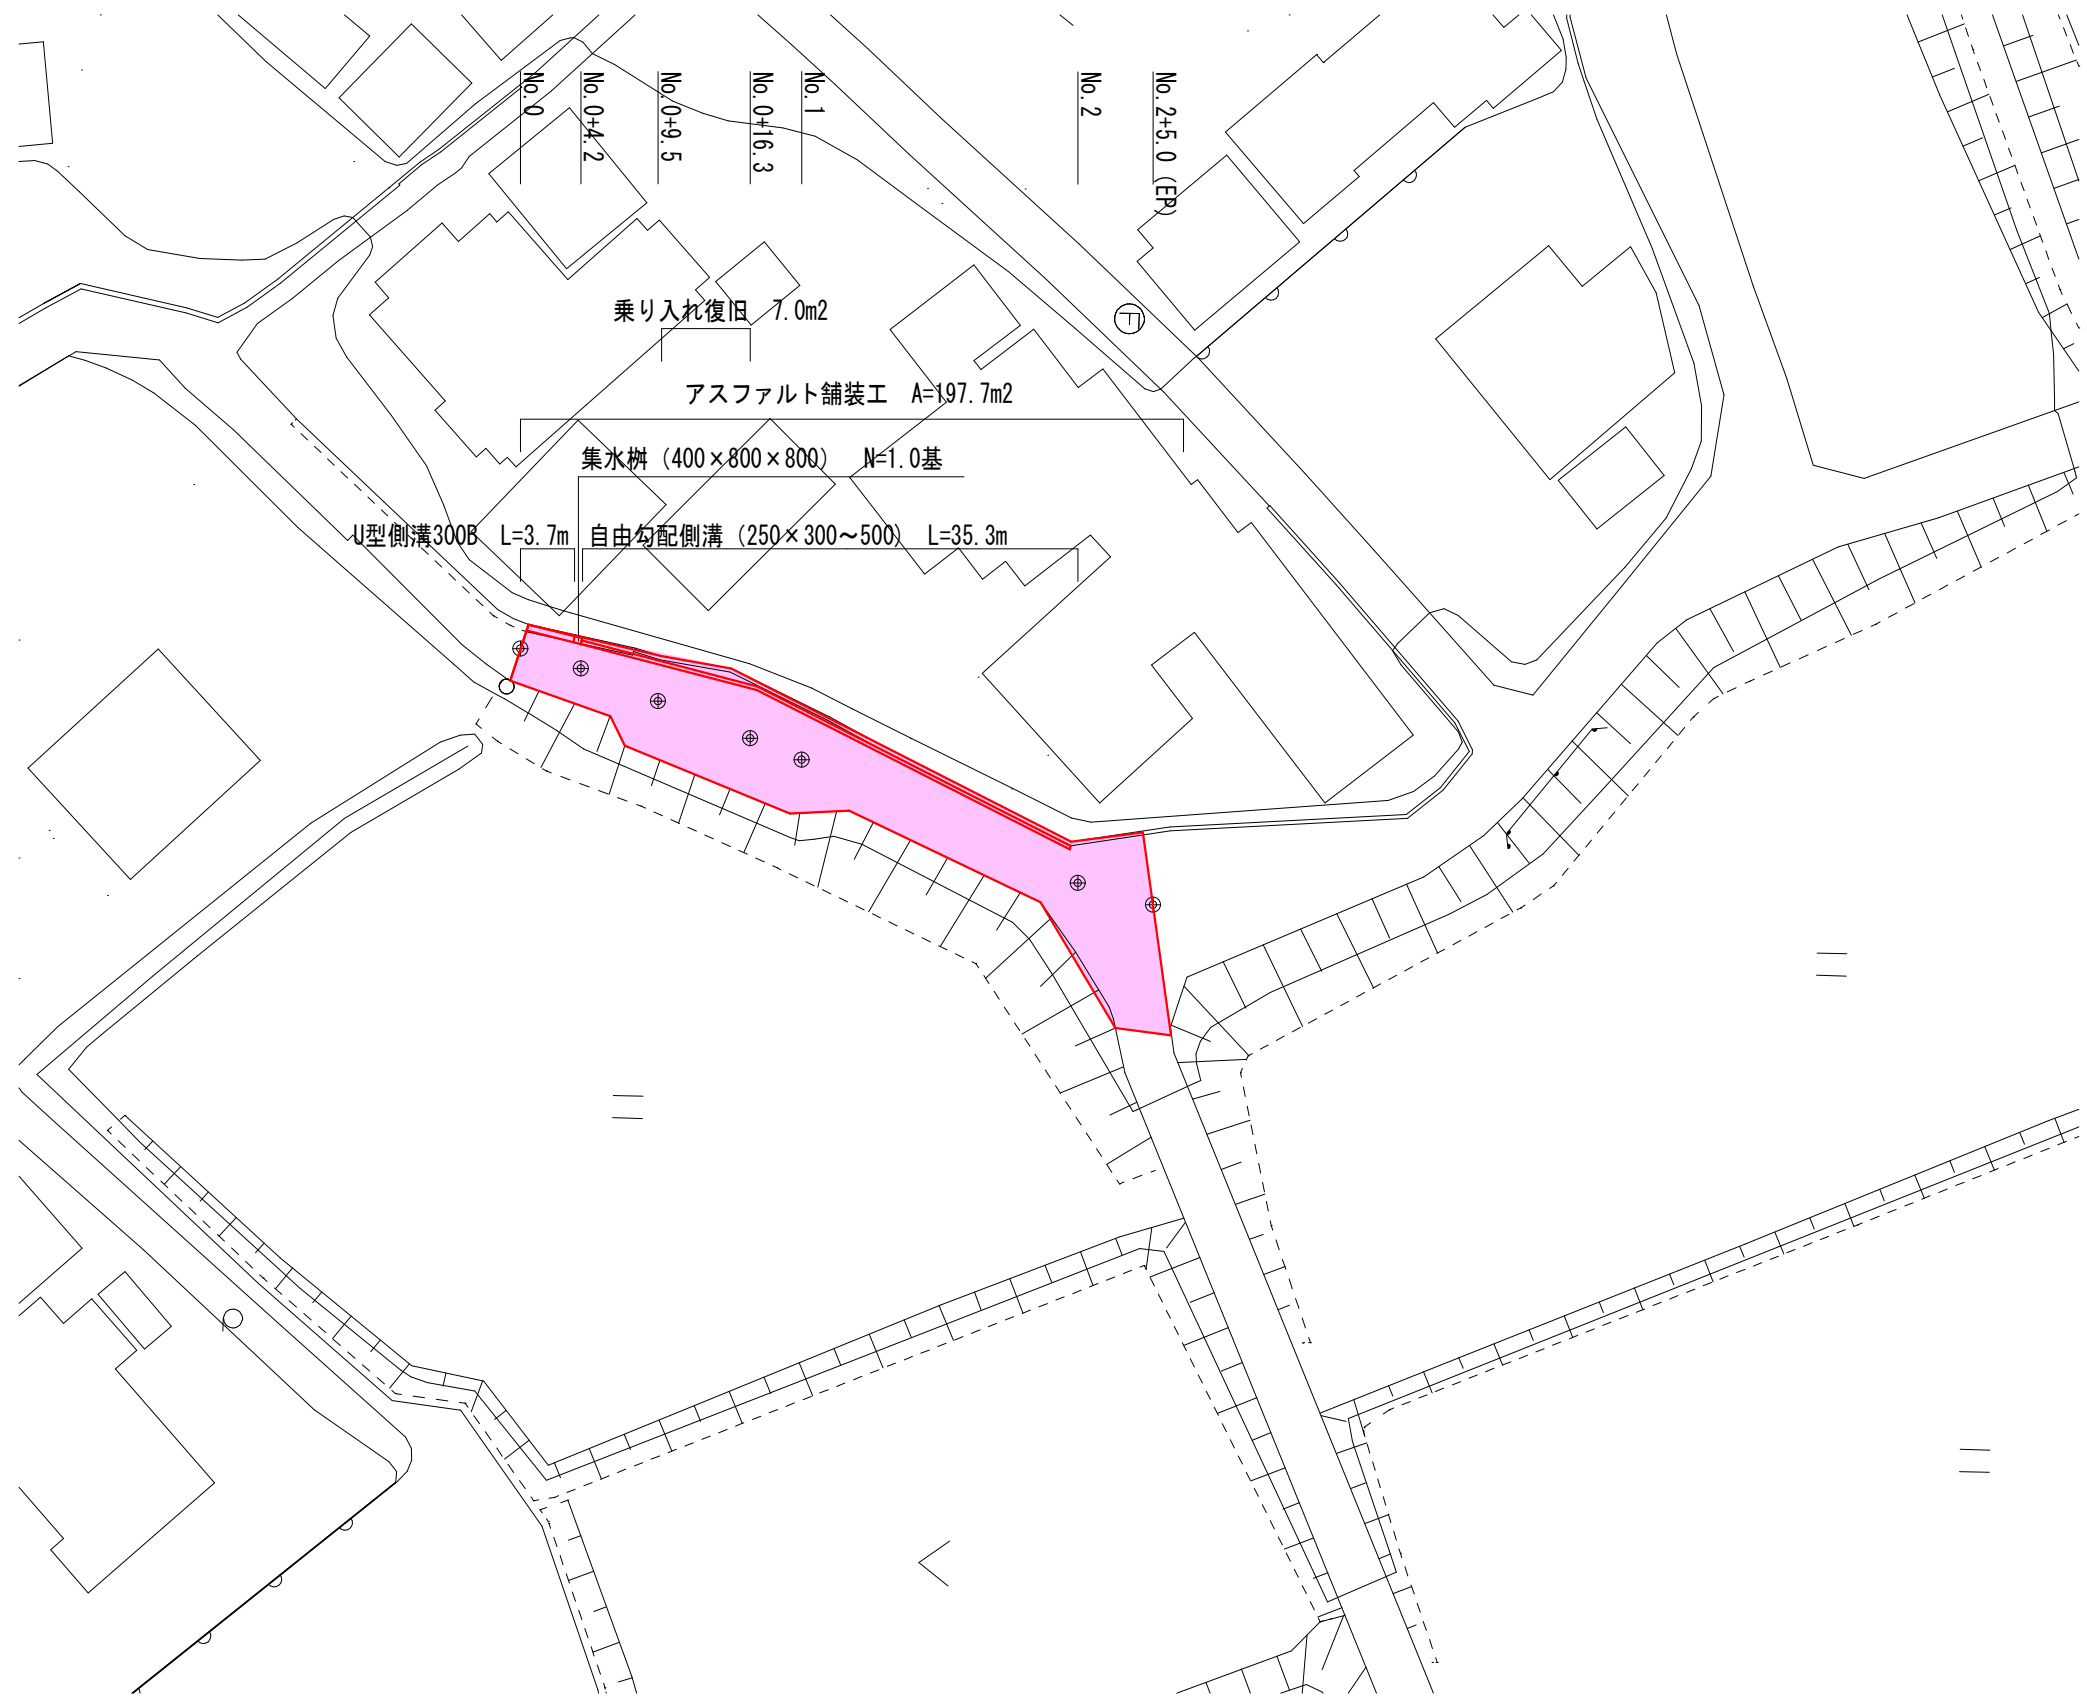 No.0
No.0+4.2
No.0+9.5
No.0+16.3
No.1
No.2
No.2+5.0 (EP)
乗り入れ復旧 7.0m2
アスファルト舗装工 A=197.7m2
集水桝 (400×800×800) N=1.0基
U型側溝300B L=3.7m 自由勾配側溝 (250×300～500) L=35.3m